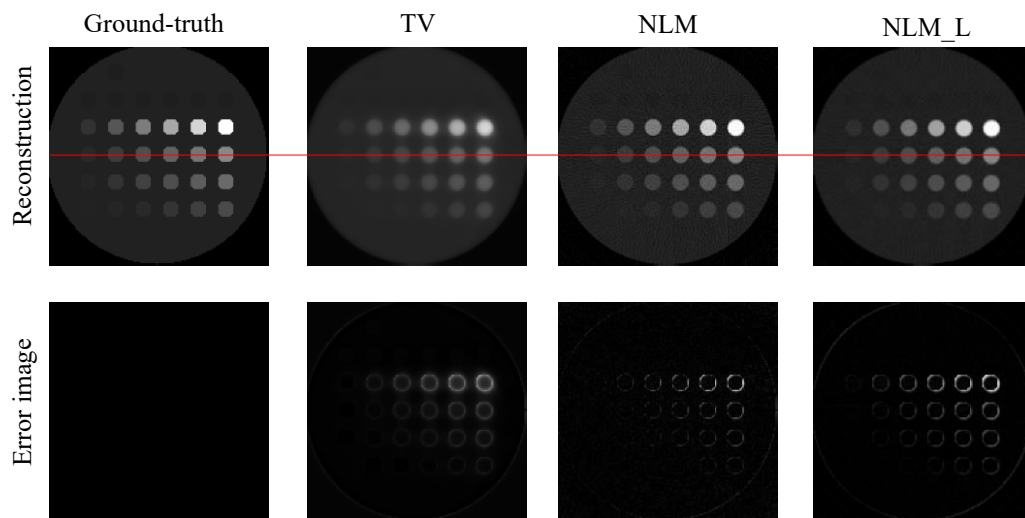 Ground-truth
TV
NLM
NLM_L
Reconstruction
Error image